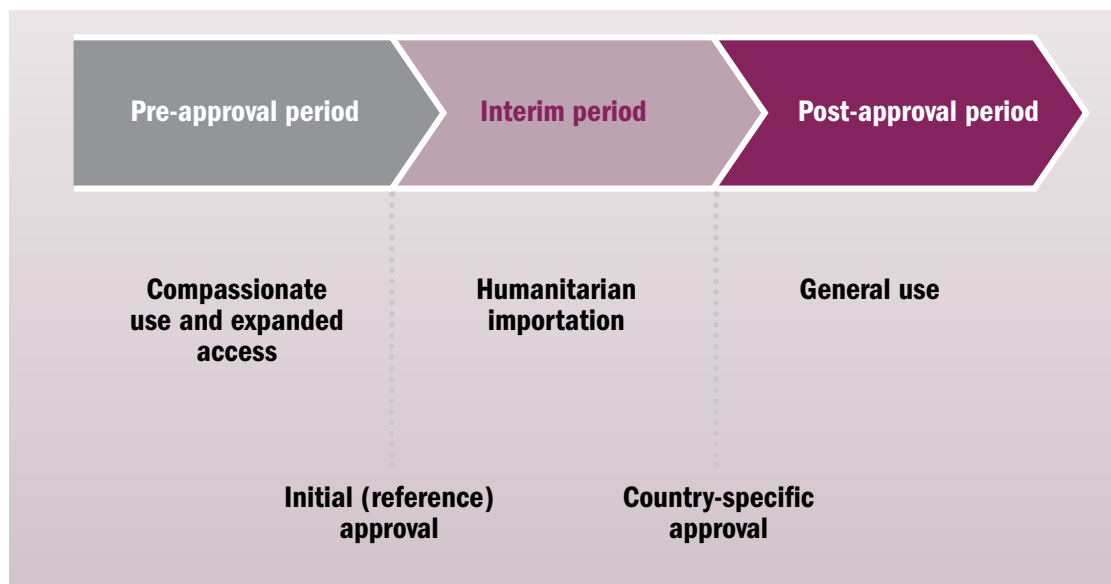 Pre-approval period
Interim period
Post-approval period
Compassionate
use and expanded
access
Humanitarian
importation
General use
Initial (reference)
approval
Country-specific
approval